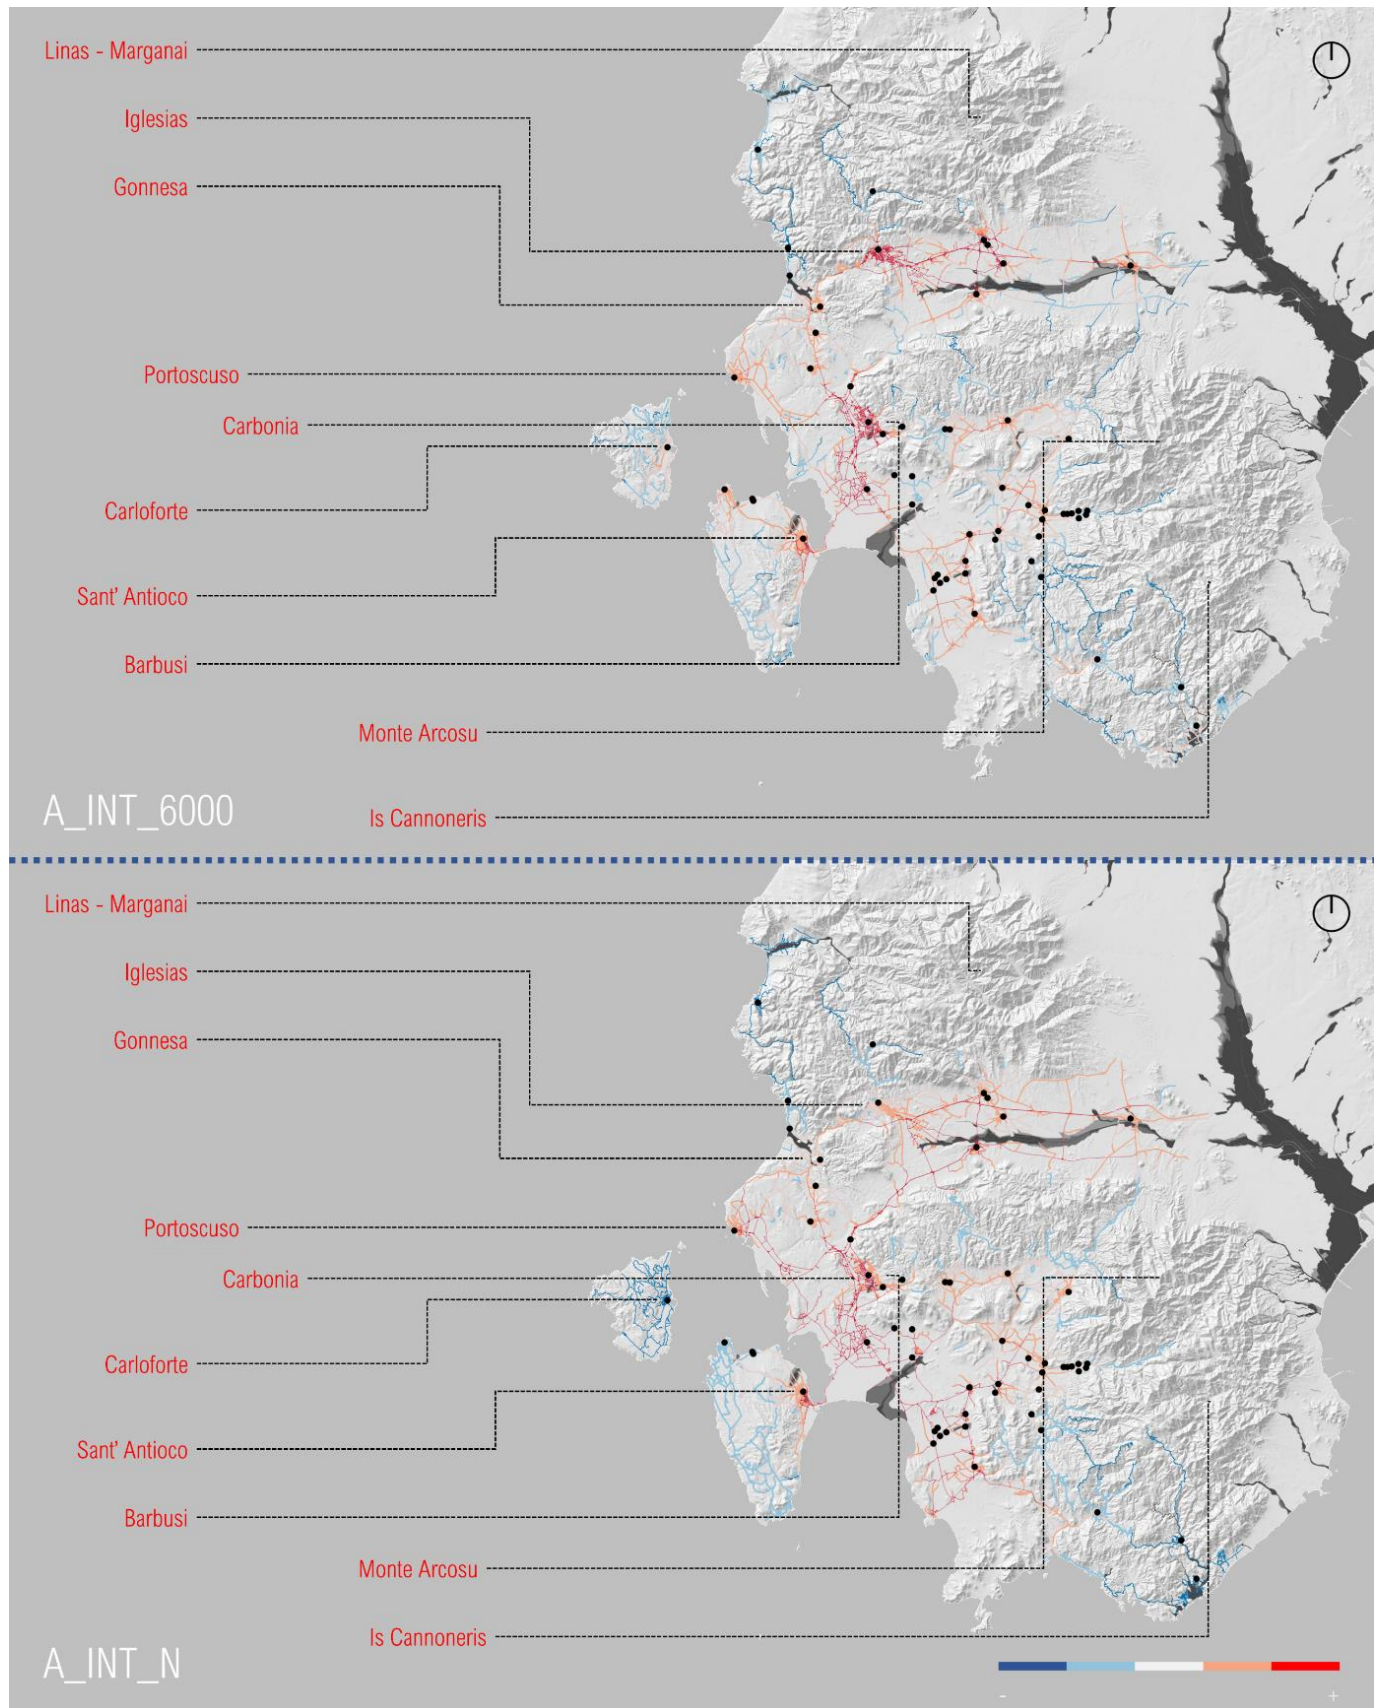 Linas - Marganai
Iglesias
Gonnesa
Portoscuso
Carbonia
Carloforte
Sant' Antioco
Barbusi
Monte Arcosu
Is Cannoneris
A_INT_6000
Linas - Marganai
Iglesias
Gonnesa
Portoscuso
Carbonia
Carloforte
Sant' Antioco
Barbusi
Monte Arcosu
Is Cannoneris
A_INT_N
- +